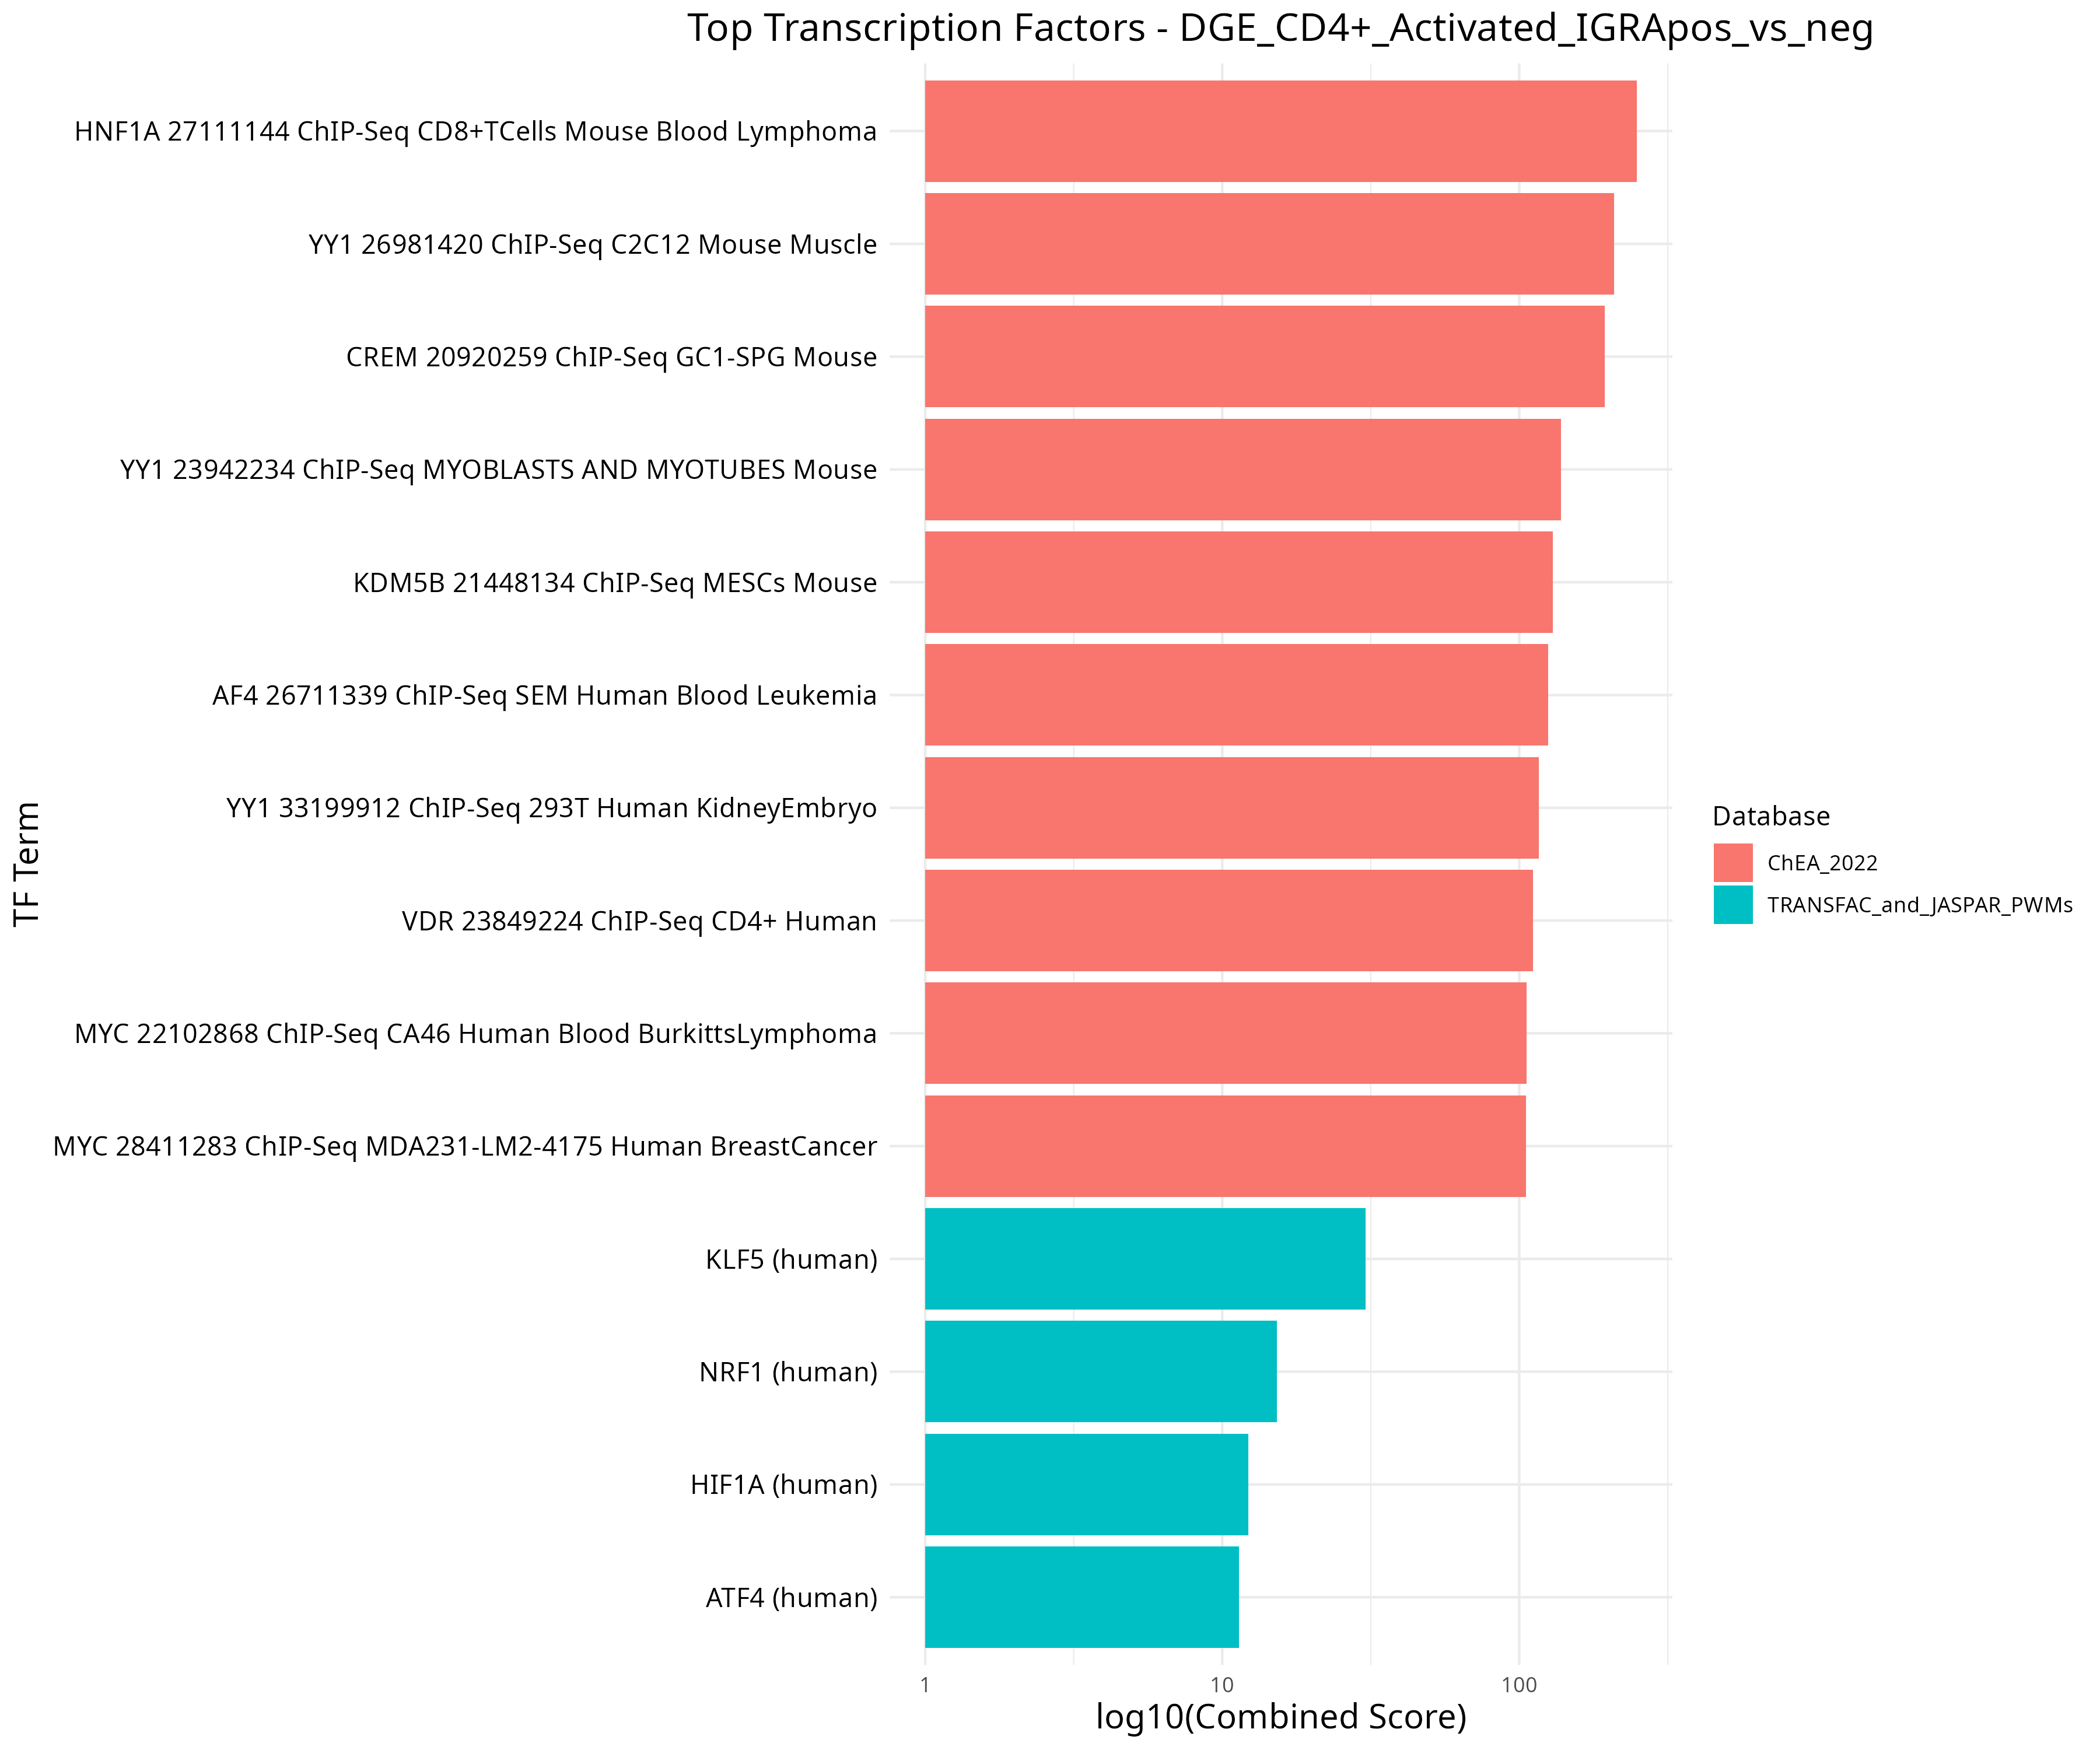 Top Transcription Factors - DGE_CD4+_Activated_IGRApos_vs_neg
HNF1A 27111144 ChIP-Seq CD8+TCells Mouse Blood Lymphoma
YY1 26981420 ChIP-Seq C2C12 Mouse Muscle
CREM 20920259 ChIP-Seq GC1-SPG Mouse
YY1 23942234 ChIP-Seq MYOBLASTS AND MYOTUBES Mouse
KDM5B 21448134 ChIP-Seq MESCs Mouse
AF4 26711339 ChIP-Seq SEM Human Blood Leukemia
YY1 33199912 ChIP-Seq 293T Human KidneyEmbryo
VDR 23849224 ChIP-Seq CD4+ Human
MYC 22102868 ChIP-Seq CA46 Human Blood BurkittsLymphoma
MYC 28411283 ChIP-Seq MDA231-LM2-4175 Human BreastCancer
KLF5 (human)
NRF1 (human)
HIF1A (human)
ATF4 (human)
TF Term
1 10 100
log10(Combined Score)
Database
ChEA_2022
TRANSFAC_and_JASPAR_PWMs